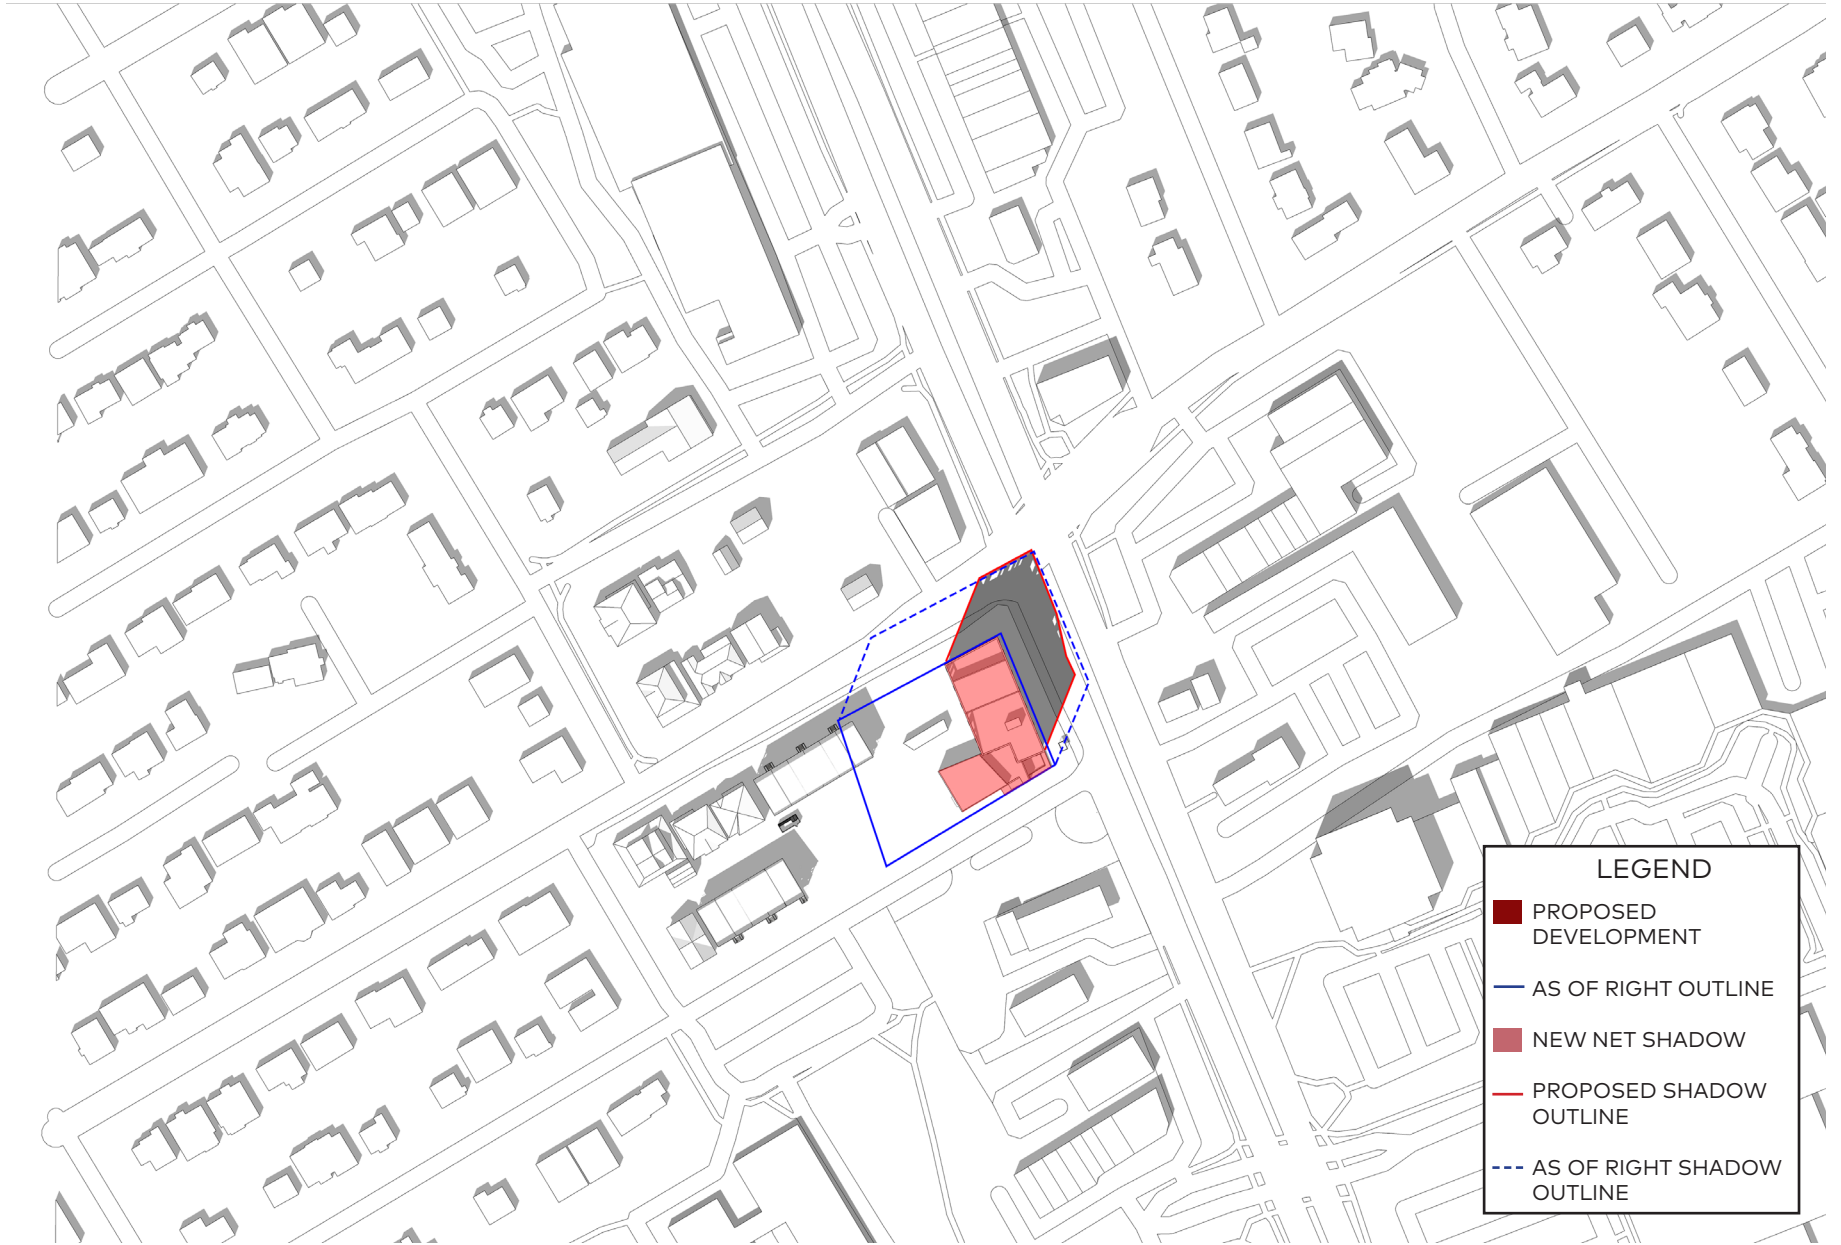 LEGEND
PROPOSED
DEVELOPMENT
AS OF RIGHT OUTLINE
NEW NET SHADOW
PROPOSED SHADOW
OUTLINE
AS OF RIGHT SHADOW
OUTLINE